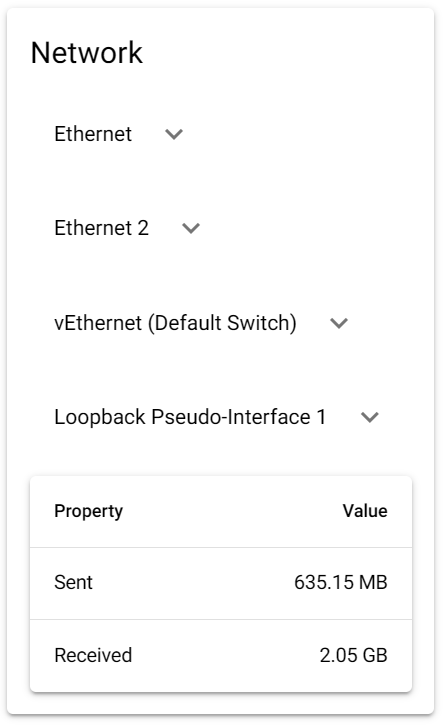 Network
Ethernet
Ethernet 2
vEthernet (Default Switch)
Loopback Pseudo-Interface 1
Property Value
Sent 635.15 MB
Received 2.05 GB